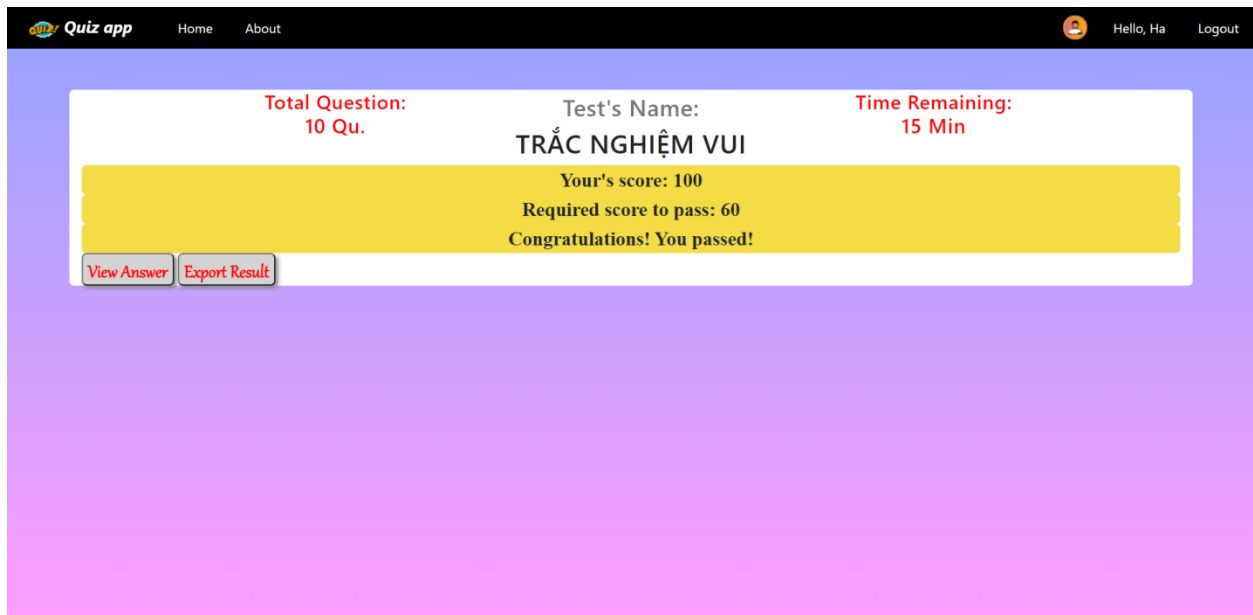 QUIZ! Quiz app Home About Hello, Ha Logout
Total Question:
10 Qu.
Test's Name:
TRẮC NGHIỆM VUI
Time Remaining:
15 Min
Your's score: 100
Required score to pass: 60
Congratulations! You passed!
View Answer Export Result